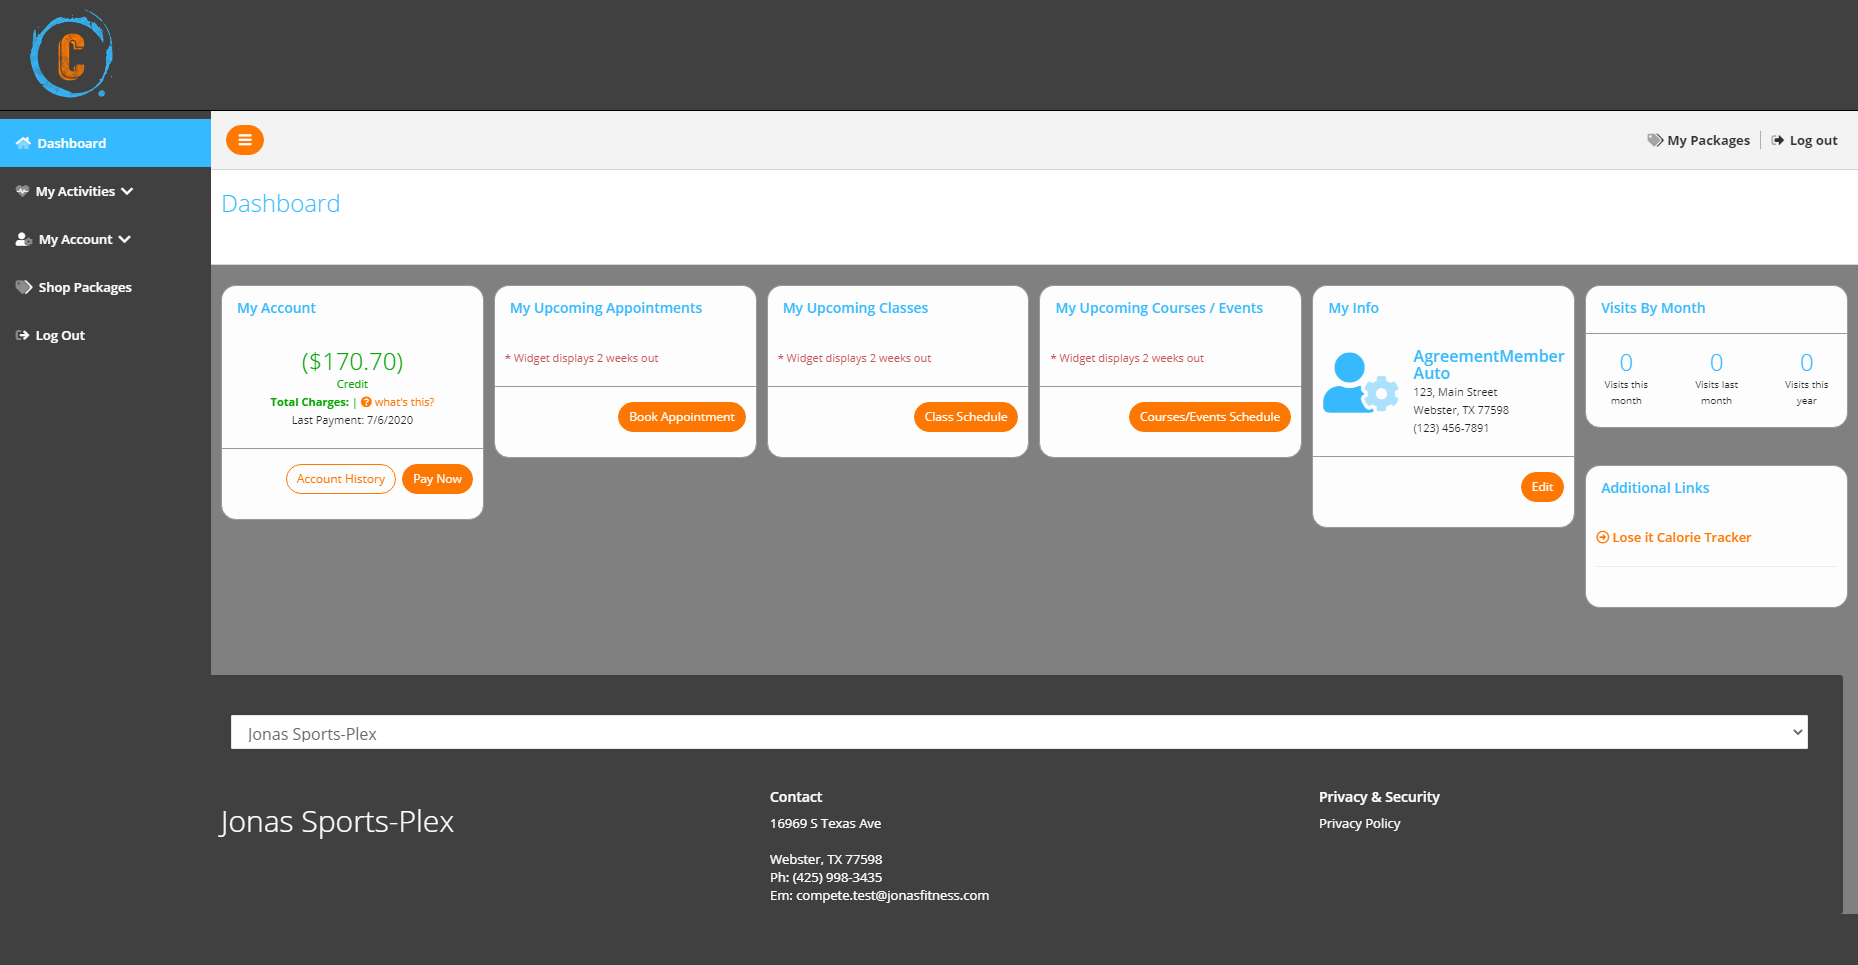 C
Dashboard
My Activities
My Account
Shop Packages
Log Out
My Packages
Log out
Dashboard
My Account
($170.70)
Credit
Total Charges: | what's this?
Last Payment: 7/6/2020
Account History
Pay Now
My Upcoming Appointments
* Widget displays 2 weeks out
Book Appointment
My Upcoming Classes
* Widget displays 2 weeks out
Class Schedule
My Upcoming Courses / Events
* Widget displays 2 weeks out
Courses/Events Schedule
My Info
AgreementMember
Auto
123, Main Street
Webster, TX 77598
(123) 456-7891
Edit
Visits By Month
0
Visits this
month
0
Visits last
month
0
Visits this
year
Additional Links
Lose it Calorie Tracker
Jonas Sports-Plex
Jonas Sports-Plex
Contact
16969 S Texas Ave
Webster, TX 77598
Ph: (425) 998-3435
Em: compete.test@jonasfitness.com
Privacy & Security
Privacy Policy